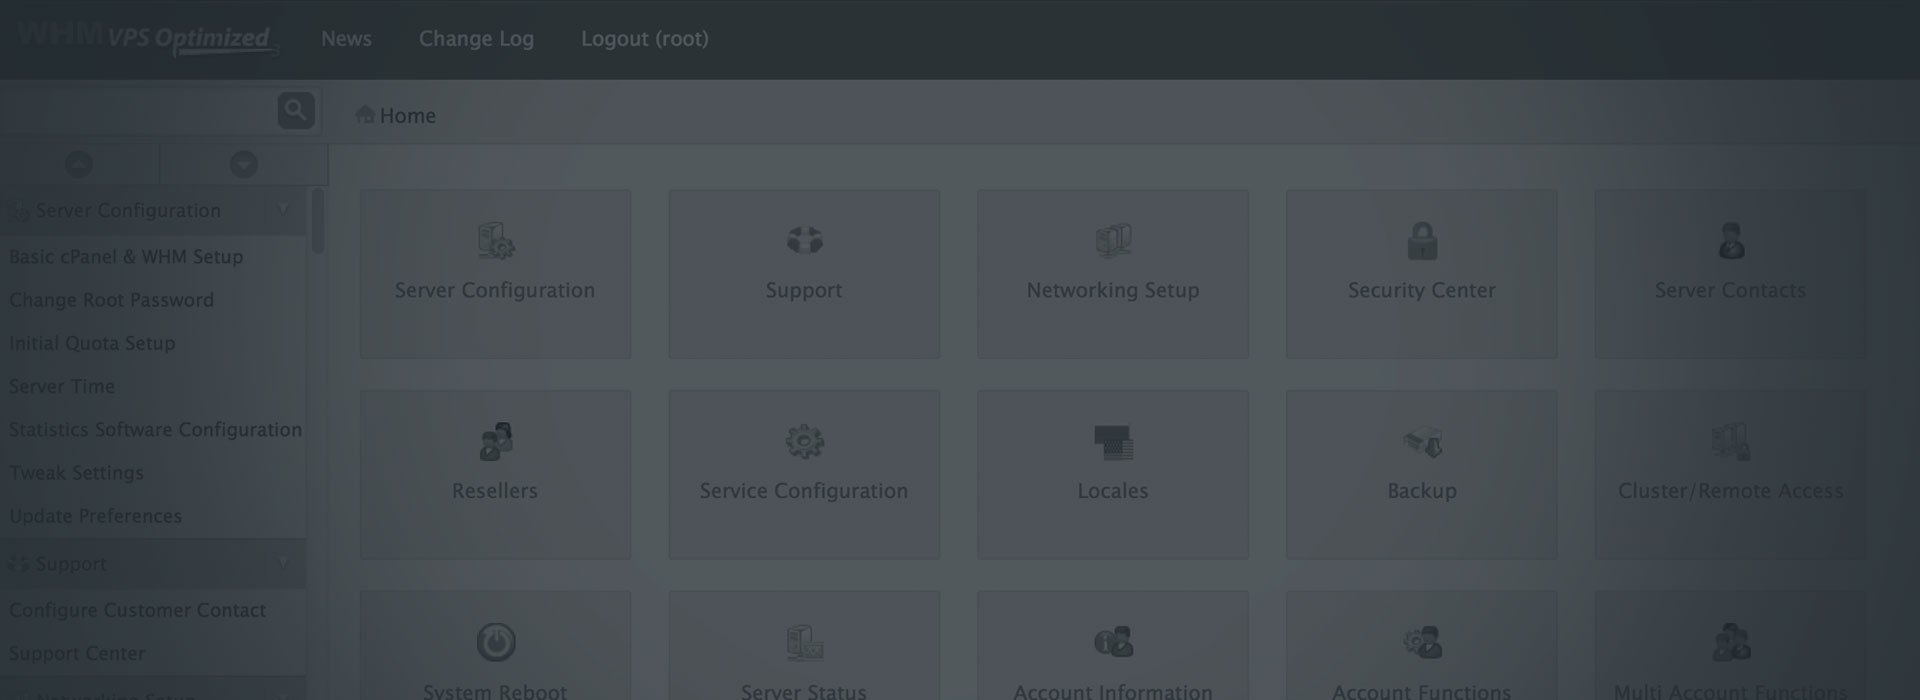 WHM VPS Optimized
News
Change Log
Logout (root)
Home
Server Configuration
Basic cPanel & WHM Setup
Change Root Password
Initial Quota Setup
Server Time
Statistics Software Configuration
Tweak Settings
Update Preferences
Support
Configure Customer Contact
Support Center
Networking Setup
Server Configuration
Support
Networking Setup
Security Center
Server Contacts
Resellers
Service Configuration
Locales
Backup
Cluster/Remote Access
System Reboot
Server Status
Account Information
Account Functions
Multi Account Functions